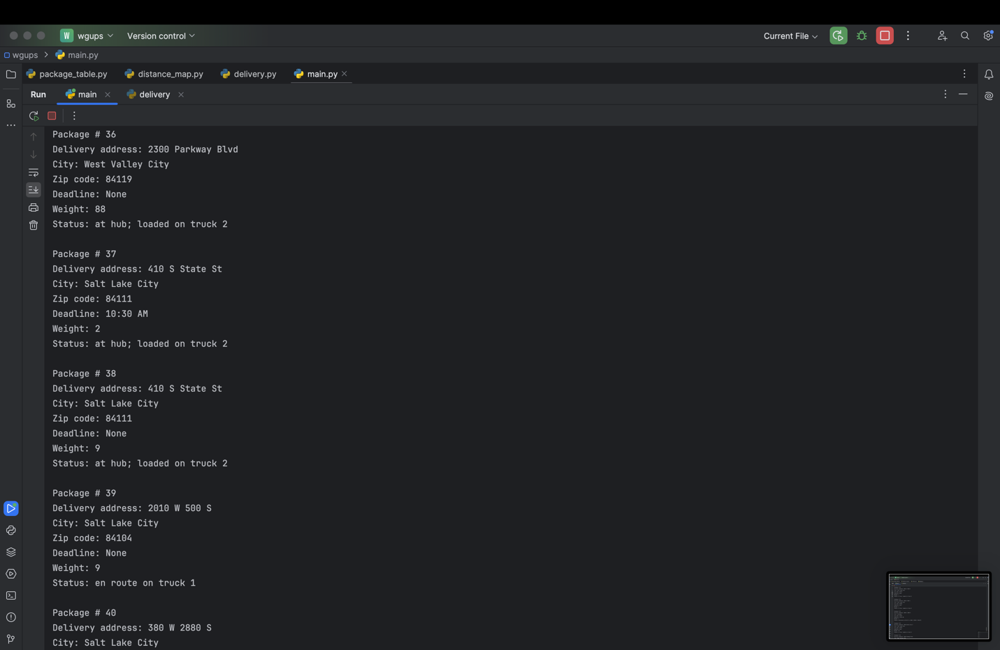 W wgups Version control Current File
wgups main.py
package_table.py distance_map.py delivery.py main.py
Run main delivery
Package # 36
Delivery address: 2300 Parkway Blvd
City: West Valley City
Zip code: 84119
Deadline: None
Weight: 88
Status: at hub; loaded on truck 2
Package # 37
Delivery address: 410 S State St
City: Salt Lake City
Zip code: 84111
Deadline: 10:30 AM
Weight: 2
Status: at hub; loaded on truck 2
Package # 38
Delivery address: 410 S State St
City: Salt Lake City
Zip code: 84111
Deadline: None
Weight: 9
Status: at hub; loaded on truck 2
Package # 39
Delivery address: 2010 W 500 S
City: Salt Lake City
Zip code: 84104
Deadline: None
Weight: 9
Status: en route on truck 1
Package # 40
Delivery address: 380 W 2880 S
City: Salt Lake City